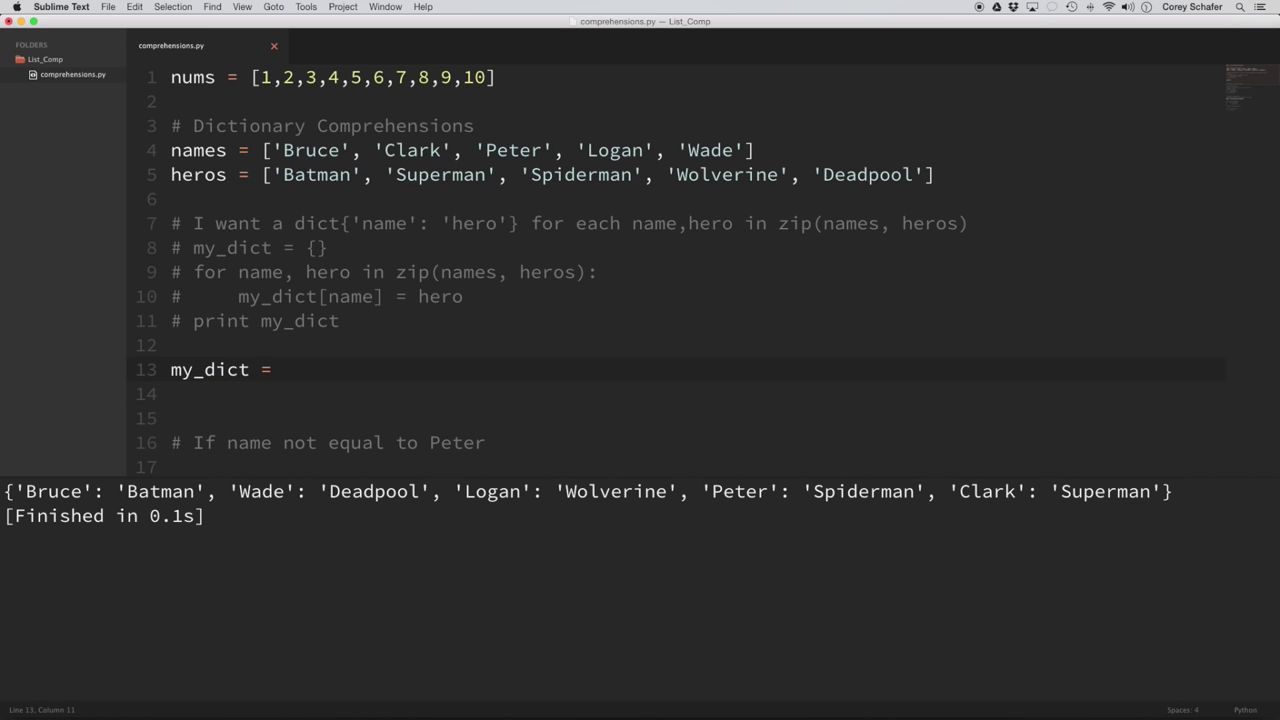 Sublime Text File Edit Selection Find View Goto Tools Project Window Help Corey Schafer
comprehensions.py — List_Comp
FOLDERS
List_Comp
comprehensions.py
comprehensions.py
1 nums = [1,2,3,4,5,6,7,8,9,10]
2
3 # Dictionary Comprehensions
4 names = ['Bruce', 'Clark', 'Peter', 'Logan', 'Wade']
5 heros = ['Batman', 'Superman', 'Spiderman', 'Wolverine', 'Deadpool']
6
7 # I want a dict{'name': 'hero'} for each name,hero in zip(names, heros)
8 # my_dict = {}
9 # for name, hero in zip(names, heros):
10 #     my_dict[name] = hero
11 # print my_dict
12
13 my_dict =
14
15
16 # If name not equal to Peter
17
{'Bruce': 'Batman', 'Wade': 'Deadpool', 'Logan': 'Wolverine', 'Peter': 'Spiderman', 'Clark': 'Superman'}
[Finished in 0.1s]
Line 13, Column 11 Spaces: 4 Python